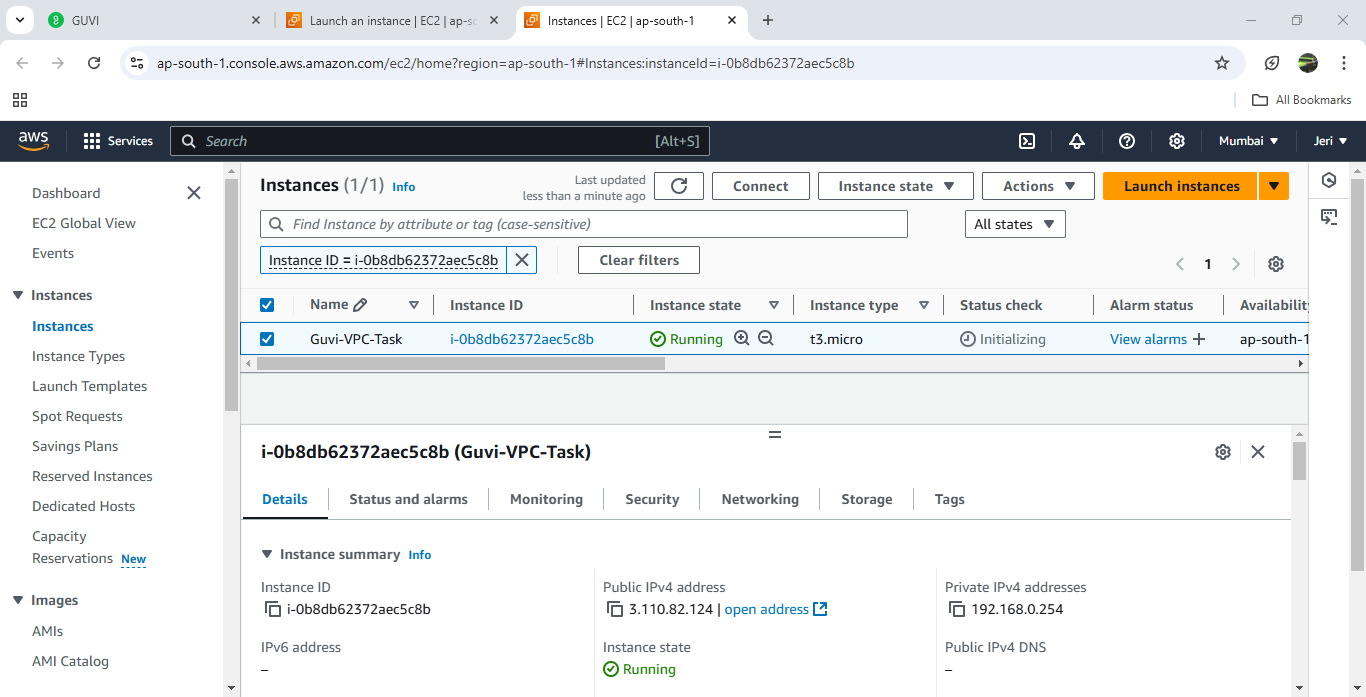 GUVI
Launch an instance | EC2 | ap-so
Instances | EC2 | ap-south-1
ap-south-1.console.aws.amazon.com/ec2/home?region=ap-south-1#Instances:instanceId=i-0b8db62372aec5c8b
All Bookmarks
aws
Services
Search
[Alt+S]
Mumbai
Jeri
Dashboard
EC2 Global View
Events
Instances
Instances
Instance Types
Launch Templates
Spot Requests
Savings Plans
Reserved Instances
Dedicated Hosts
Capacity
Reservations New
Images
AMIs
AMI Catalog
Instances (1/1) Info
Last updated
less than a minute ago
Connect
Instance state
Actions
Launch instances
Find Instance by attribute or tag (case-sensitive)
All states
Instance ID = i-0b8db62372aec5c8b
Clear filters
1
Name
Instance ID
Instance state
Instance type
Status check
Alarm status
Availability
Guvi-VPC-Task
i-0b8db62372aec5c8b
Running
t3.micro
Initializing
View alarms
ap-south-1
i-0b8db62372aec5c8b (Guvi-VPC-Task)
Details
Status and alarms
Monitoring
Security
Networking
Storage
Tags
Instance summary Info
Instance ID
i-0b8db62372aec5c8b
Public IPv4 address
3.110.82.124 | open address
Private IPv4 addresses
192.168.0.254
IPv6 address
–
Instance state
Running
Public IPv4 DNS
–